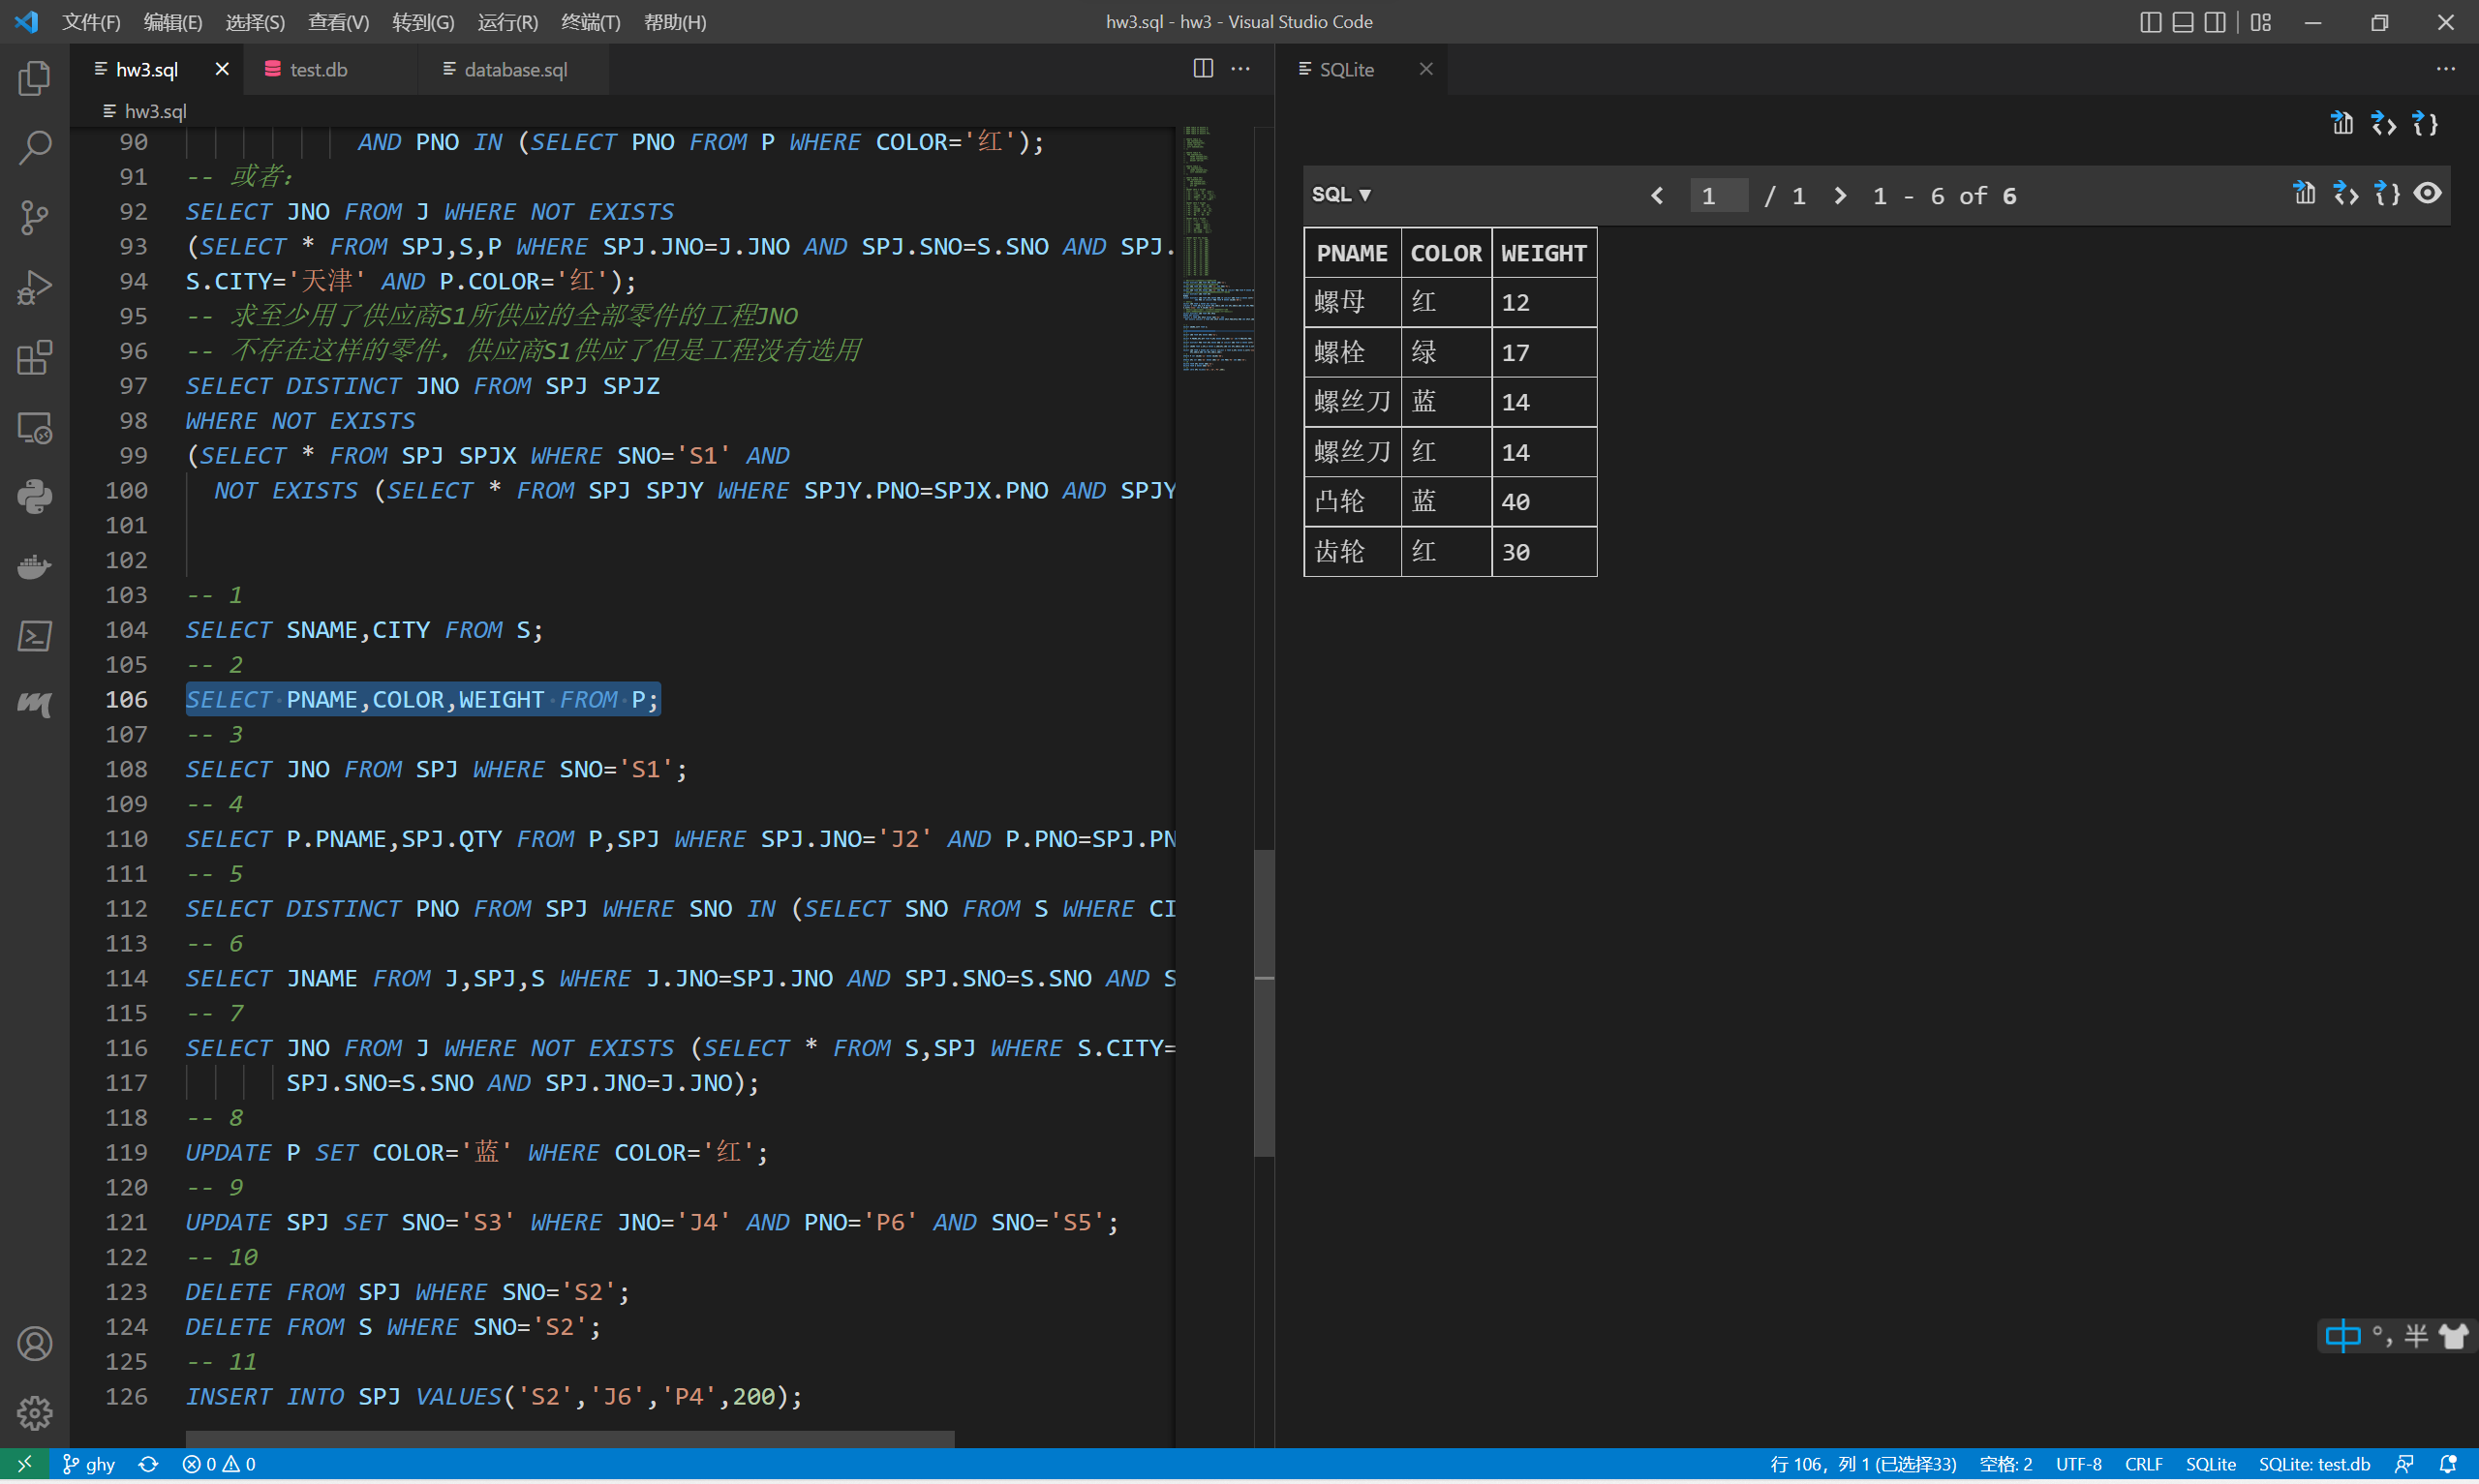 文件(F) 编辑(E) 选择(S) 查看(V) 转到(G) 运行(R) 终端(T) 帮助(H) hw3.sql - hw3 - Visual Studio Code
hw3.sql test.db database.sql SQLite
hw3.sql
90 AND PNO IN (SELECT PNO FROM P WHERE COLOR='红');
91 -- 或者：
92 SELECT JNO FROM J WHERE NOT EXISTS
93 (SELECT * FROM SPJ,S,P WHERE SPJ.JNO=J.JNO AND SPJ.SNO=S.SNO AND SPJ.
94 S.CITY='天津' AND P.COLOR='红');
95 -- 求至少用了供应商S1所供应的全部零件的工程JNO
96 -- 不存在这样的零件，供应商S1供应了但是工程没有选用
97 SELECT DISTINCT JNO FROM SPJ SPJZ
98 WHERE NOT EXISTS
99 (SELECT * FROM SPJ SPJX WHERE SNO='S1' AND
100 NOT EXISTS (SELECT * FROM SPJ SPJY WHERE SPJY.PNO=SPJX.PNO AND SPJY
101
102
103 -- 1
104 SELECT SNAME,CITY FROM S;
105 -- 2
106 SELECT PNAME,COLOR,WEIGHT FROM P;
107 -- 3
108 SELECT JNO FROM SPJ WHERE SNO='S1';
109 -- 4
110 SELECT P.PNAME,SPJ.QTY FROM P,SPJ WHERE SPJ.JNO='J2' AND P.PNO=SPJ.PN
111 -- 5
112 SELECT DISTINCT PNO FROM SPJ WHERE SNO IN (SELECT SNO FROM S WHERE CI
113 -- 6
114 SELECT JNAME FROM J,SPJ,S WHERE J.JNO=SPJ.JNO AND SPJ.SNO=S.SNO AND S
115 -- 7
116 SELECT JNO FROM J WHERE NOT EXISTS (SELECT * FROM S,SPJ WHERE S.CITY=
117 SPJ.SNO=S.SNO AND SPJ.JNO=J.JNO);
118 -- 8
119 UPDATE P SET COLOR='蓝' WHERE COLOR='红';
120 -- 9
121 UPDATE SPJ SET SNO='S3' WHERE JNO='J4' AND PNO='P6' AND SNO='S5';
122 -- 10
123 DELETE FROM SPJ WHERE SNO='S2';
124 DELETE FROM S WHERE SNO='S2';
125 -- 11
126 INSERT INTO SPJ VALUES('S2','J6','P4',200);
SQL ▼ 1 / 1 1 - 6 of 6
PNAME COLOR WEIGHT
螺母 红 12
螺栓 绿 17
螺丝刀 蓝 14
螺丝刀 红 14
凸轮 蓝 40
齿轮 红 30
中 °, 半
ghy 0 0 行 106，列 1 (已选择33) 空格: 2 UTF-8 CRLF SQLite SQLite: test.db